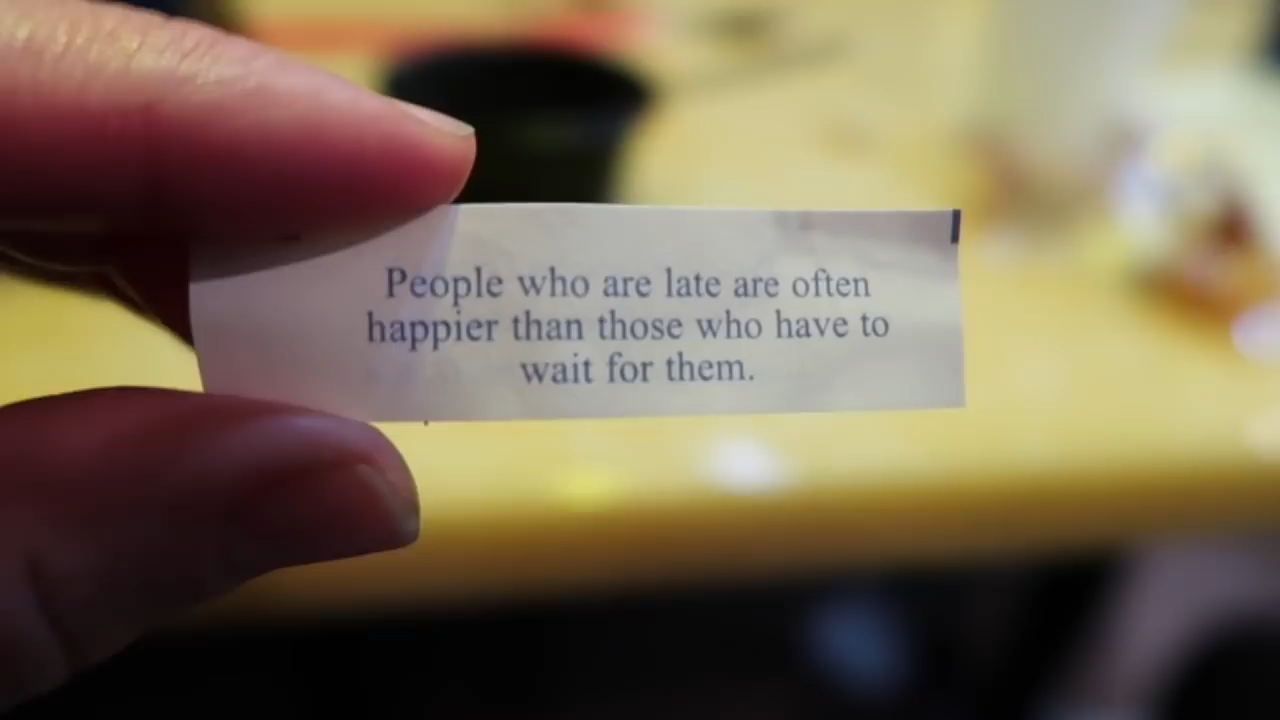 People who are late are often
happier than those who have to
wait for them.